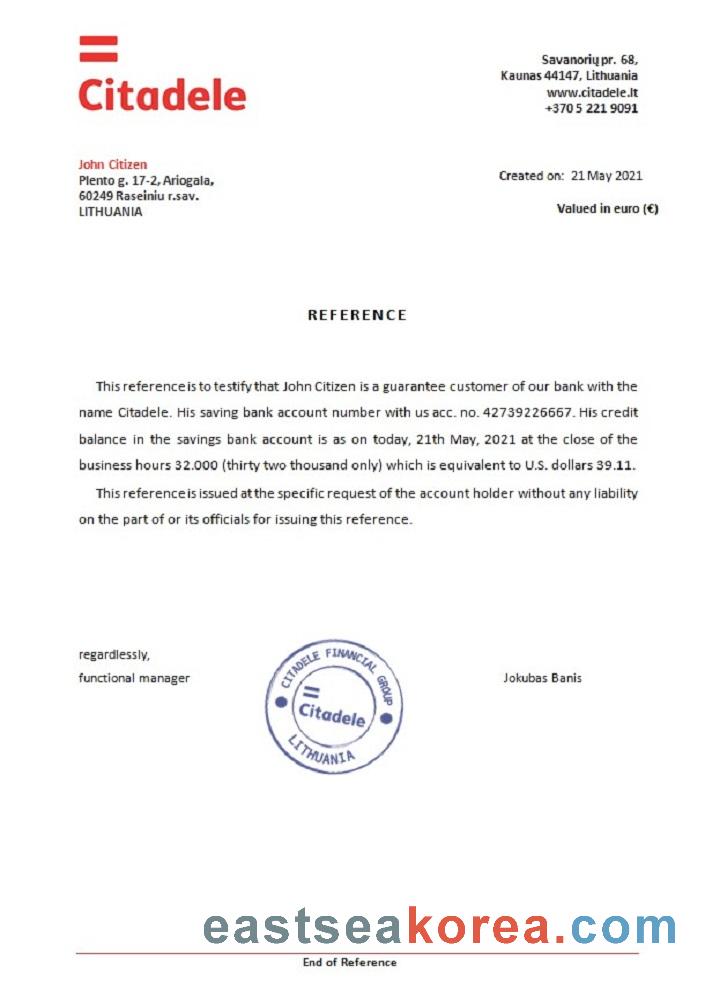 Citadele
Savanorių pr. 68,
Kaunas 44147, Lithuania
www.citadele.lt
+370 5 221 9091
John Citizen
Plento g. 17-2, Ariogala,
60249 Raseiniu r.sav.
LITHUANIA
Created on: 21 May 2021
Valued in euro (€)
REFERENCE
This reference is to testify that John Citizen is a guarantee customer of our bank with the
name Citadele. His saving bank account number with us acc. no. 42739226667. His credit
balance in the savings bank account is as on today, 21th May, 2021 at the close of the
business hours 32.000 (thirty two thousand only) which is equivalent to U.S. dollars 39.11.
This reference is issued at the specific request of the account holder without any liability
on the part of or its officials for issuing this reference.
regardlessly,
functional manager
CITADELE FINANCIAL GROUP
Citadele
LITHUANIA
Jokubas Banis
eastseakorea.com
End of Reference